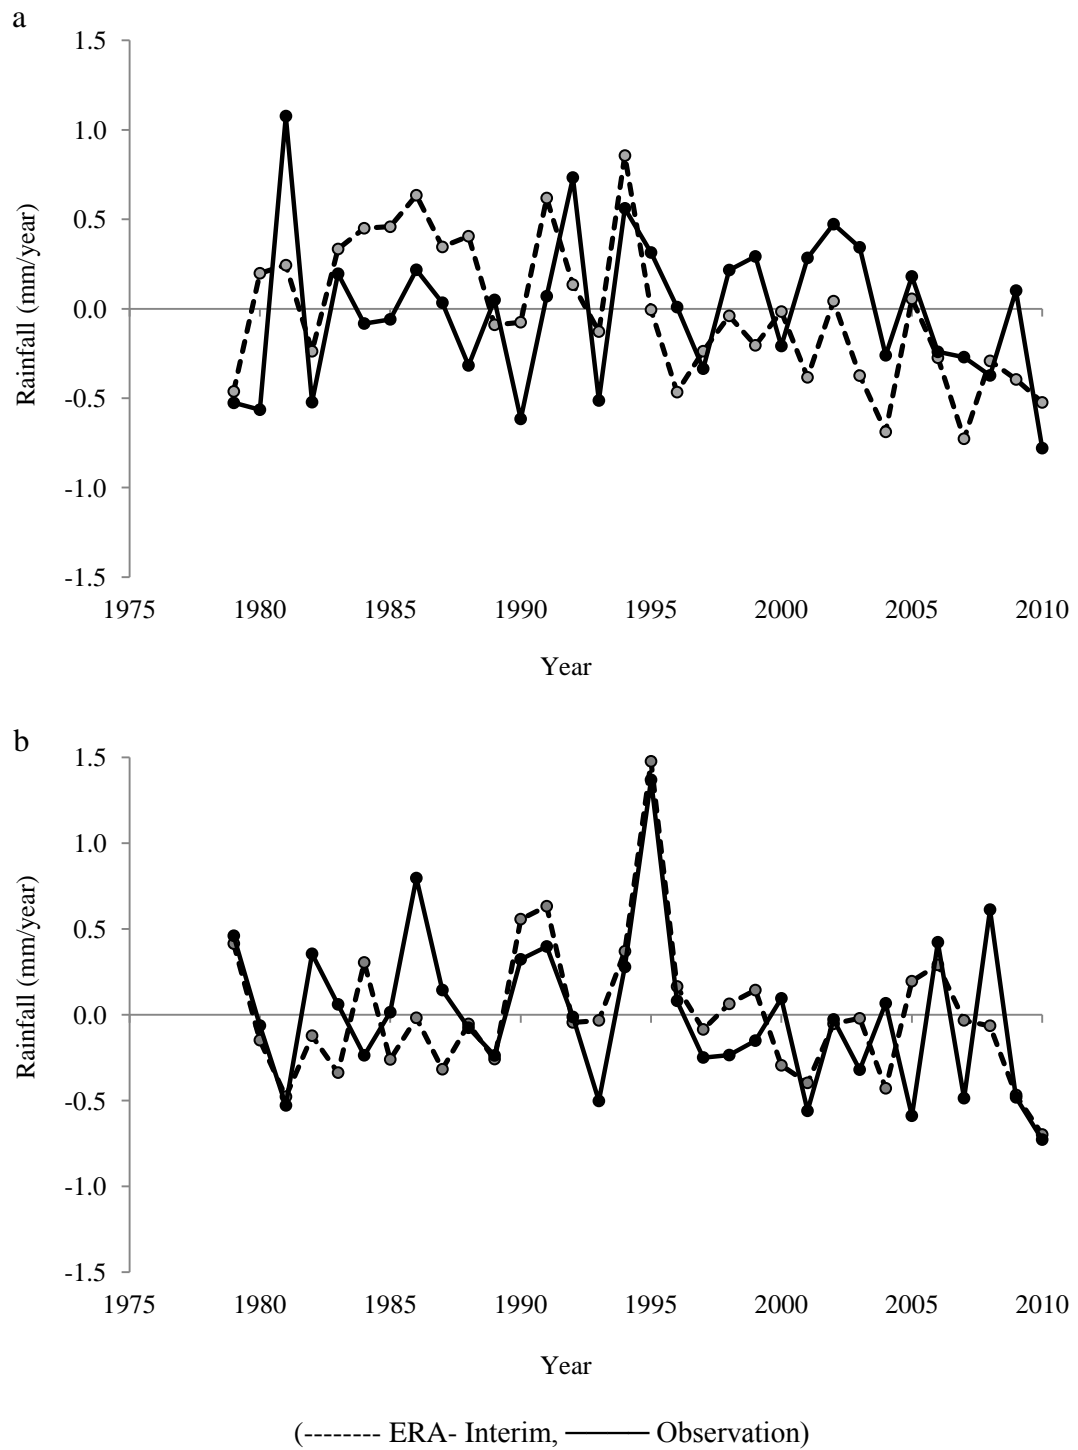 a
1.5
1.0
0.5
0.0
-0.5
-1.0
-1.5
Rainfall (mm/year)
1975 1980 1985 1990 1995 2000 2005 2010
Year
b
1.5
1.0
0.5
0.0
-0.5
-1.0
-1.5
Rainfall (mm/year)
1975 1980 1985 1990 1995 2000 2005 2010
Year
(-------- ERA- Interim, ——— Observation)